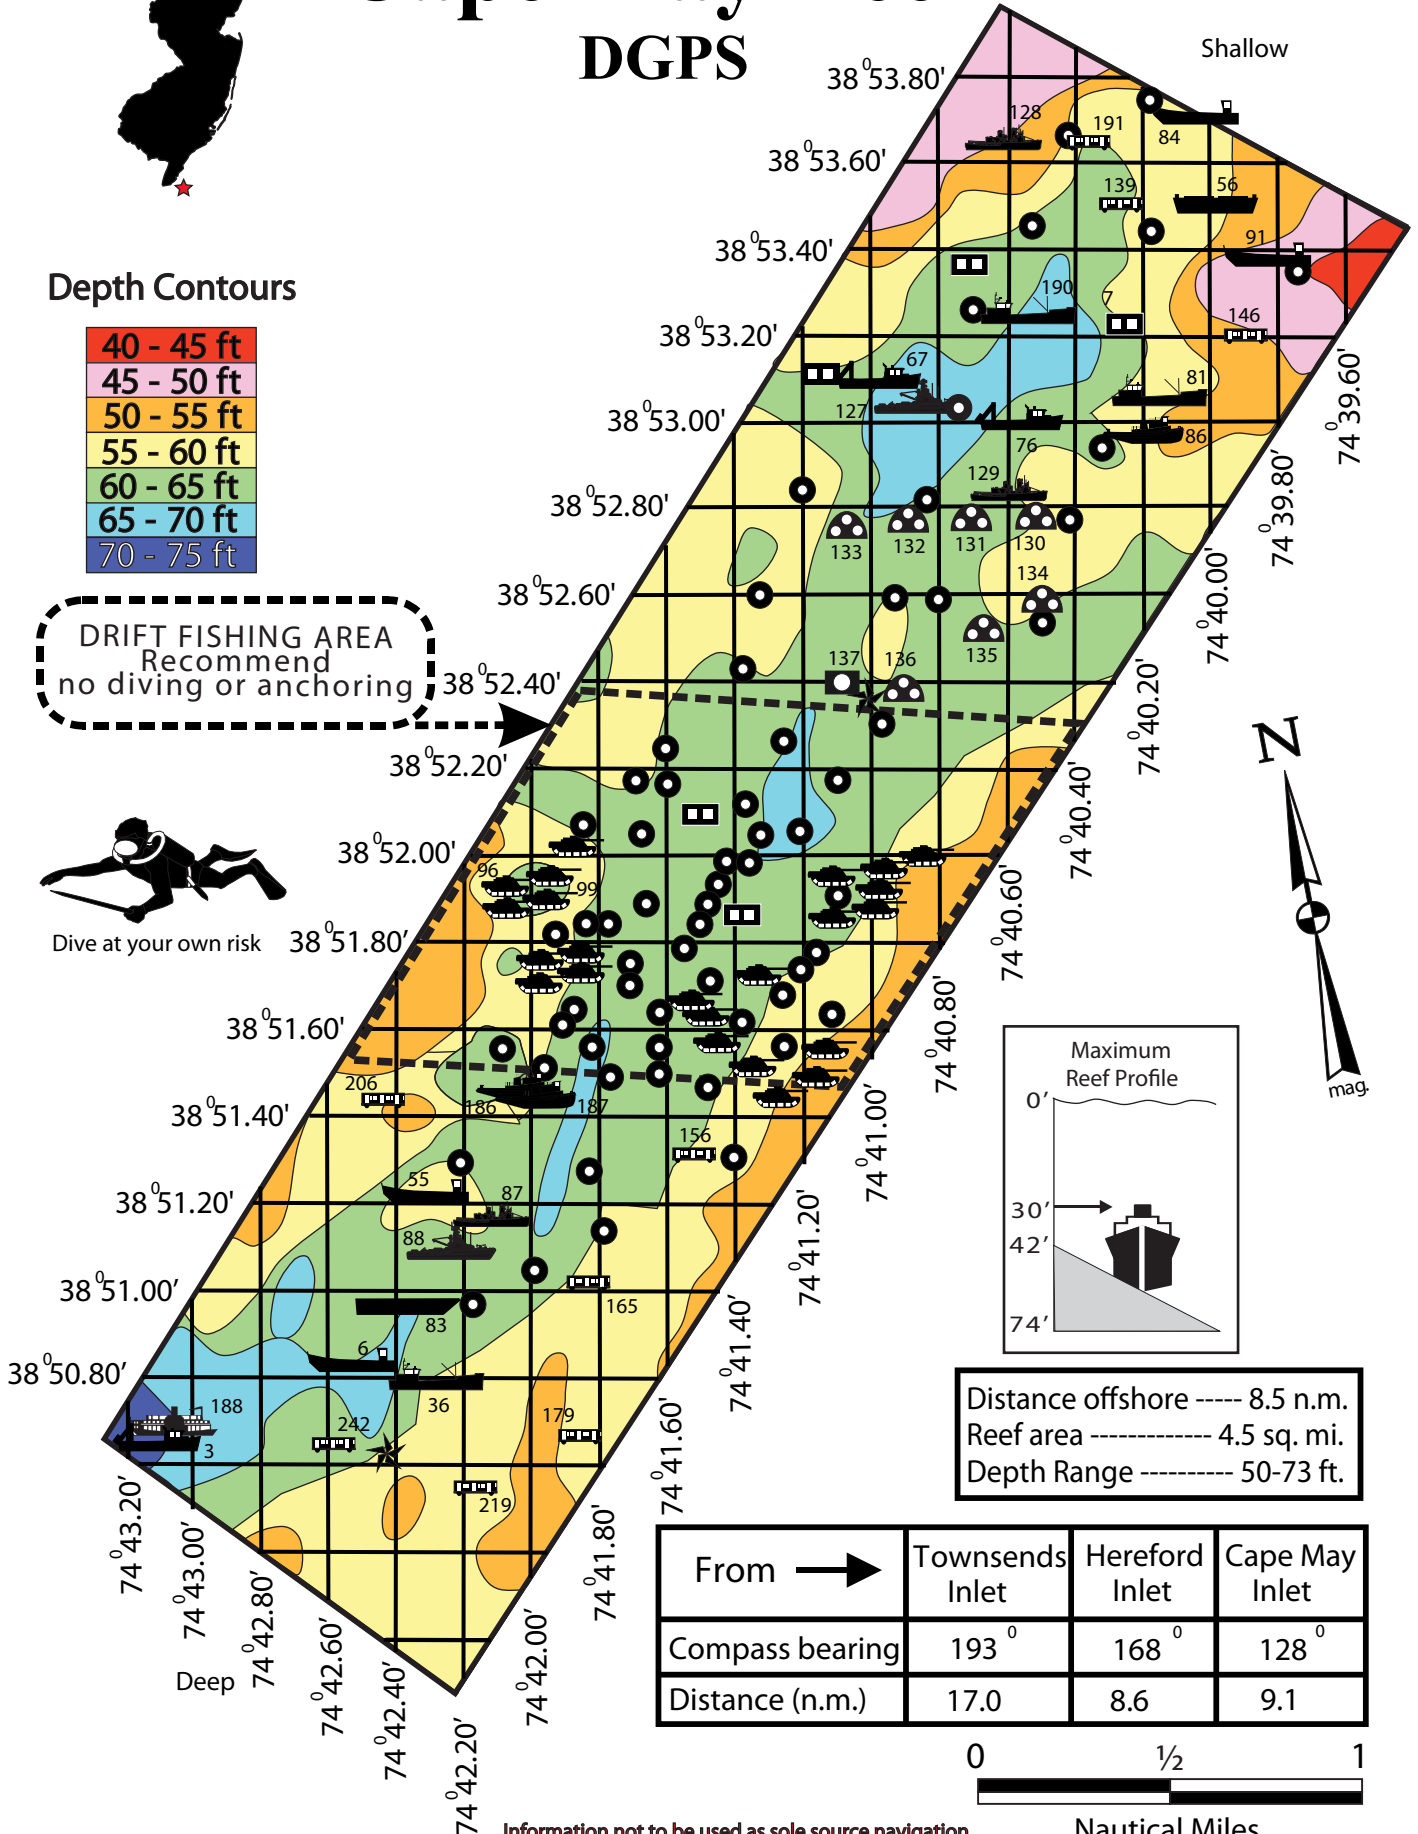 DGPS
Shallow
38°53.80'
38°53.60'
38°53.40'
38°53.20'
38°53.00'
38°52.80'
38°52.60'
38°52.40'
38°52.20'
38°52.00'
38°51.80'
38°51.60'
38°51.40'
38°51.20'
38°51.00'
38°50.80'
Depth Contours
40 - 45 ft
45 - 50 ft
50 - 55 ft
55 - 60 ft
60 - 65 ft
65 - 70 ft
70 - 75 ft
DRIFT FISHING AREA
Recommend
no diving or anchoring
Dive at your own risk
128
191
84
139
56
91
190
7
146
67
127
81
76
86
129
133
132
131
130
134
135
137
136
96
99
206
186
187
156
55
87
88
165
83
6
36
188
3
242
179
219
74°39.60'
74°39.80'
74°40.00'
74°40.20'
74°40.40'
74°40.60'
74°40.80'
74°41.00'
74°41.20'
74°41.40'
74°41.60'
74°41.80'
74°42.00'
74°42.20'
74°42.40'
74°42.60'
74°42.80'
74°43.00'
74°43.20'
Deep
N
mag.
Maximum
Reef Profile
0'
30'
42'
74'
Distance offshore ----- 8.5 n.m.
Reef area ------------- 4.5 sq. mi.
Depth Range ---------- 50-73 ft.
From Townsends Inlet Hereford Inlet Cape May Inlet
Compass bearing 193° 168° 128°
Distance (n.m.) 17.0 8.6 9.1
0 ½ 1
Nautical Miles
Information not to be used as sole source navigation